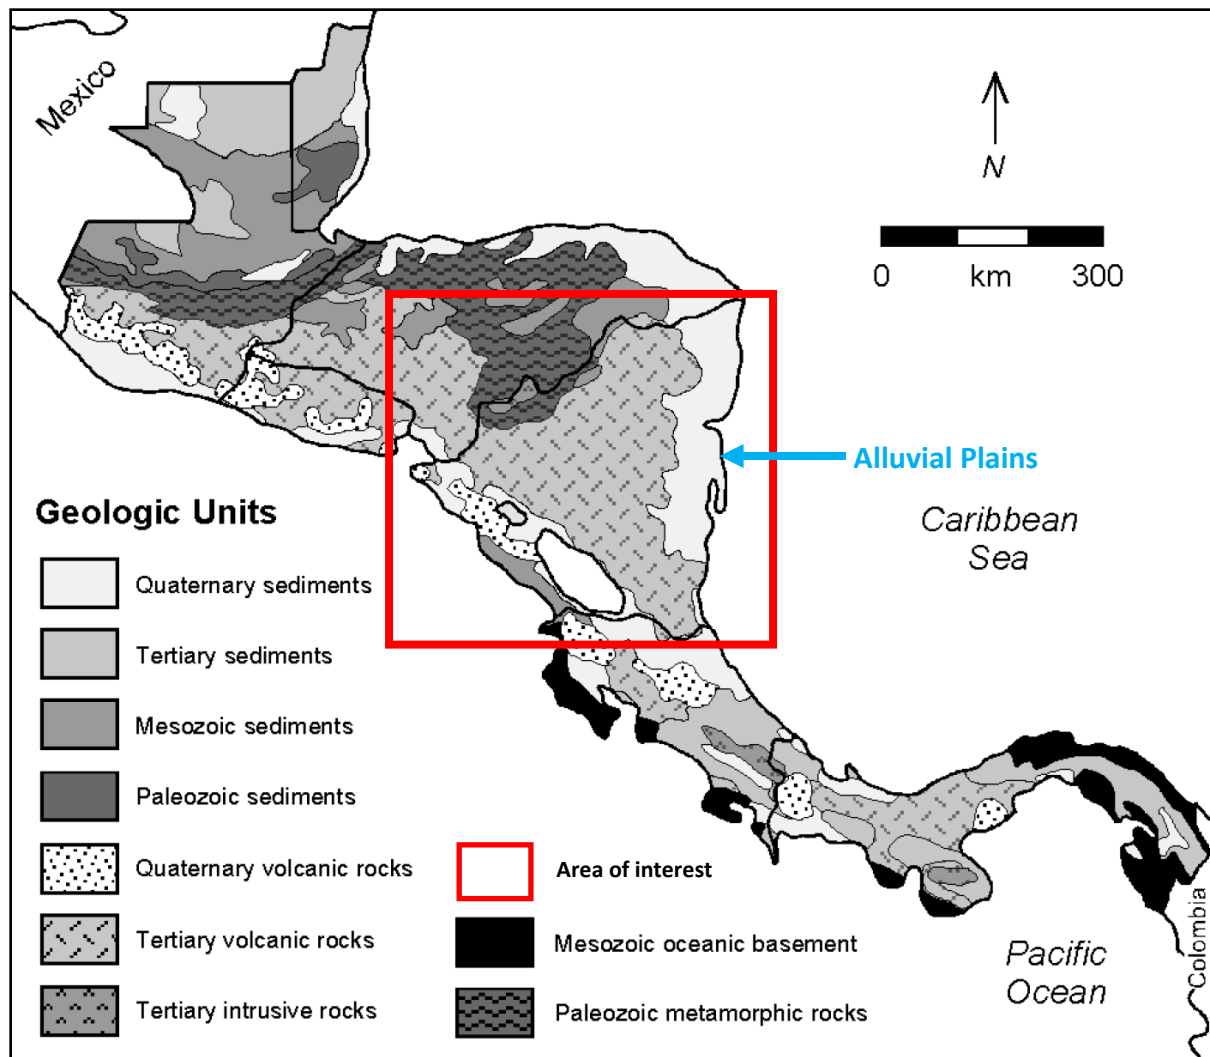 Mexico
N
0 km 300
Alluvial Plains
Caribbean
Sea
Geologic Units
Quaternary sediments
Tertiary sediments
Mesozoic sediments
Paleozoic sediments
Quaternary volcanic rocks
Tertiary volcanic rocks
Tertiary intrusive rocks
Area of interest
Mesozoic oceanic basement
Paleozoic metamorphic rocks
Pacific
Ocean
Colombia